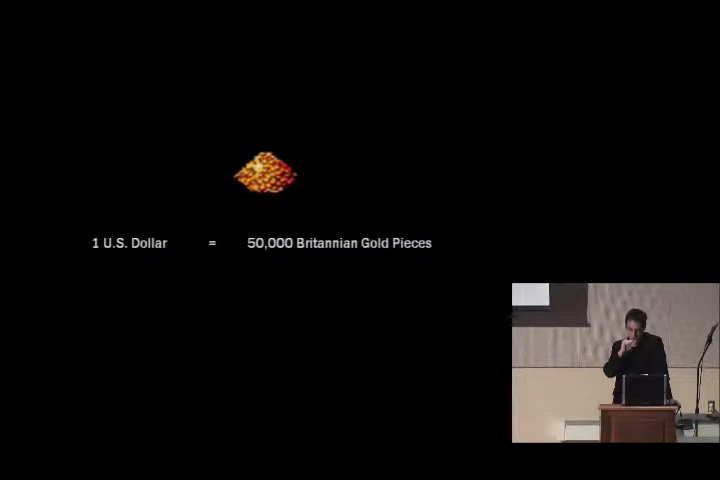 1 U.S. Dollar = 50,000 Britannian Gold Pieces